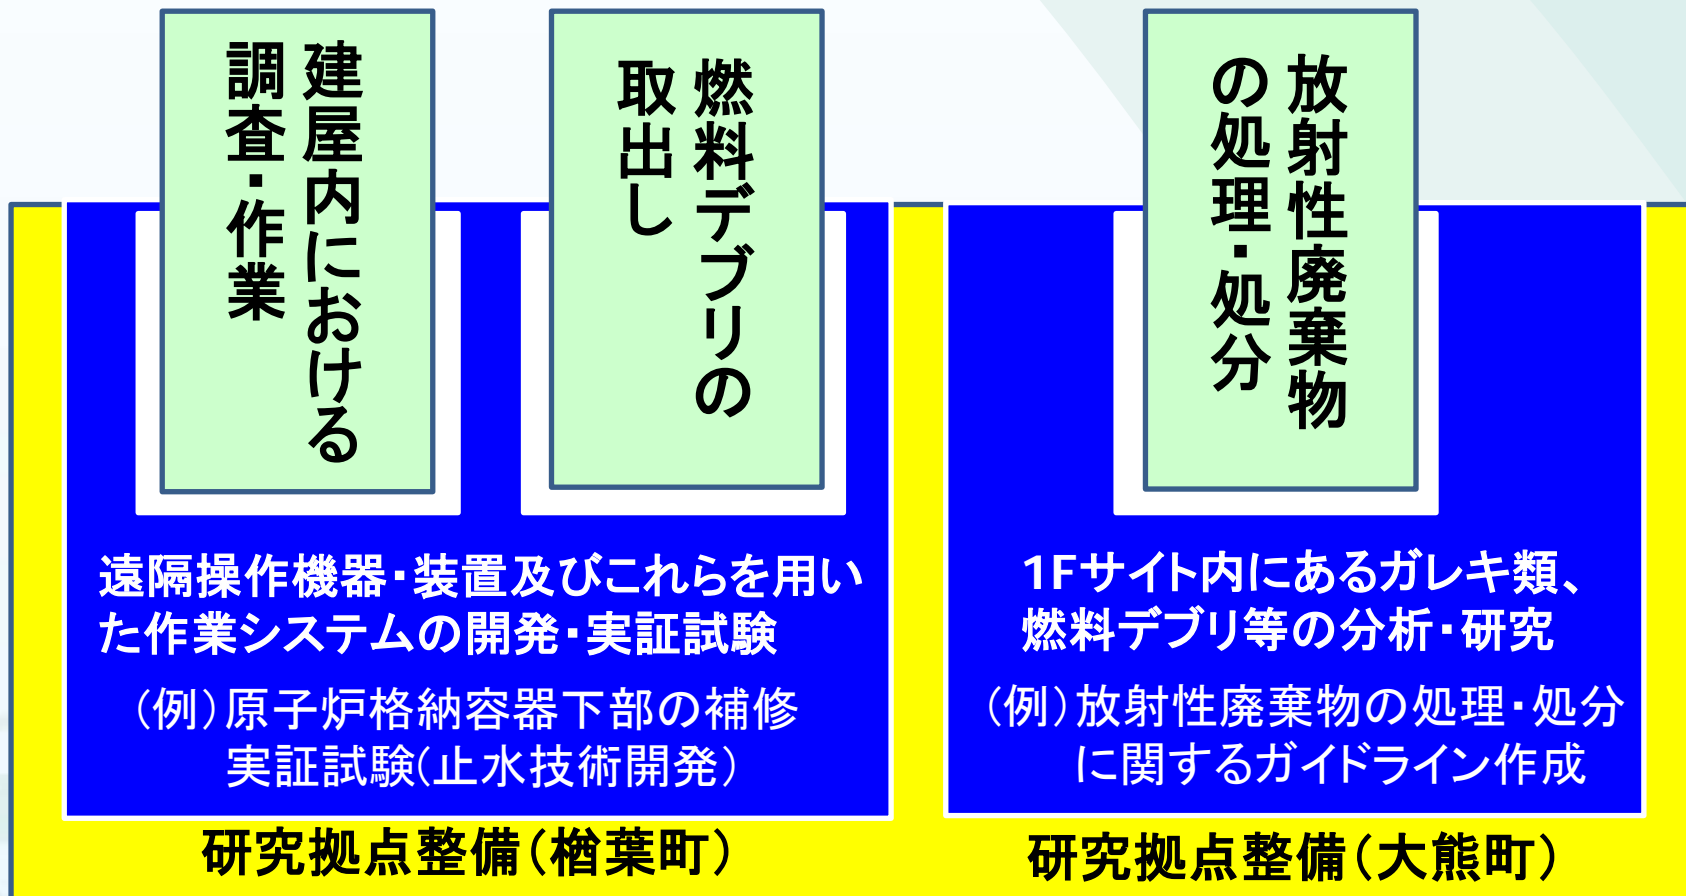 建屋内における
調査・作業
燃料デブリの
取出し
放射性廃棄物
の処理・処分
遠隔操作機器・装置及びこれらを用い
た作業システムの開発・実証試験
（例）原子炉格納容器下部の補修
実証試験(止水技術開発）
研究拠点整備（楢葉町）
1Fサイト内にあるガレキ類、
燃料デブリ等の分析・研究
（例）放射性廃棄物の処理・処分
に関するガイドライン作成
研究拠点整備（大熊町）